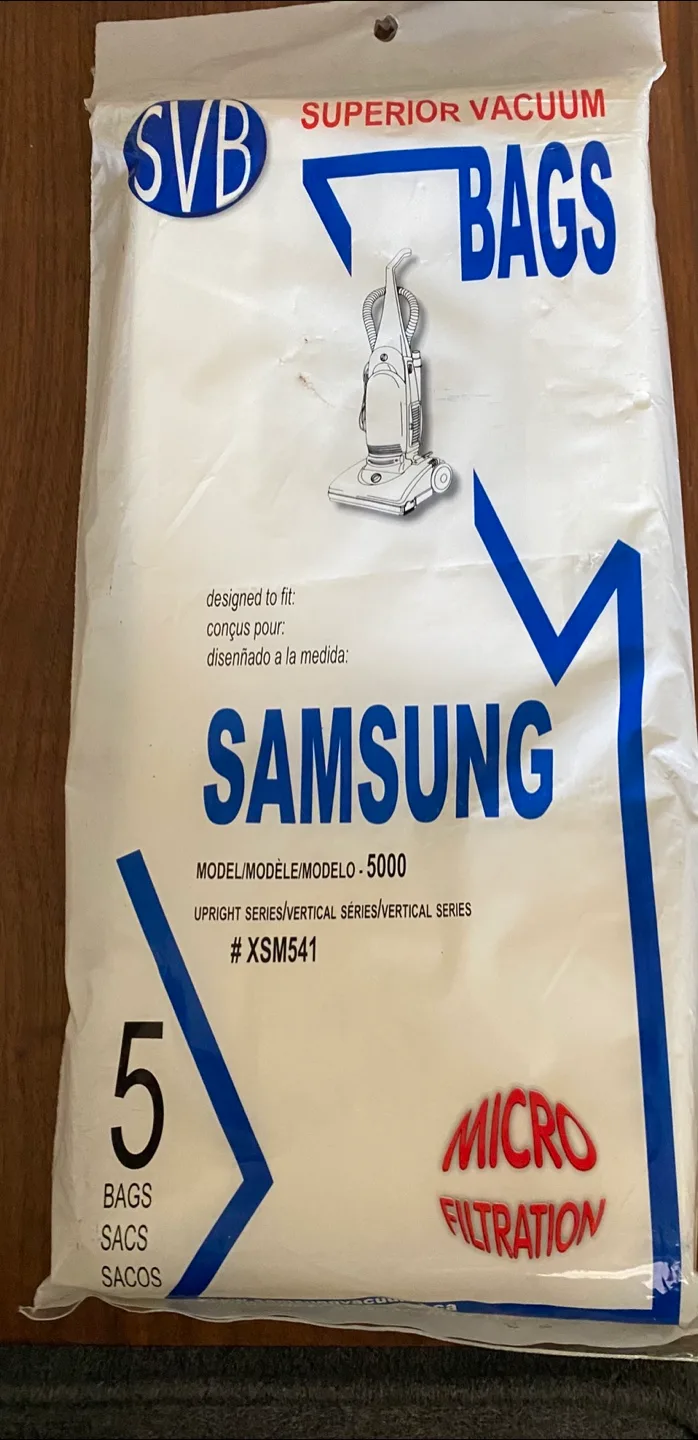 SVB
SUPERIOR VACUUM
BAGS
designed to fit:
conçus pour:
disenñado a la medida:
SAMSUNG
MODEL/MODÈLE/MODELO - 5000
UPRIGHT SERIES/VERTICAL SÉRIES/VERTICAL SERIES
# XSM541
5
BAGS
SACS
SACOS
MICRO
FILTRATION